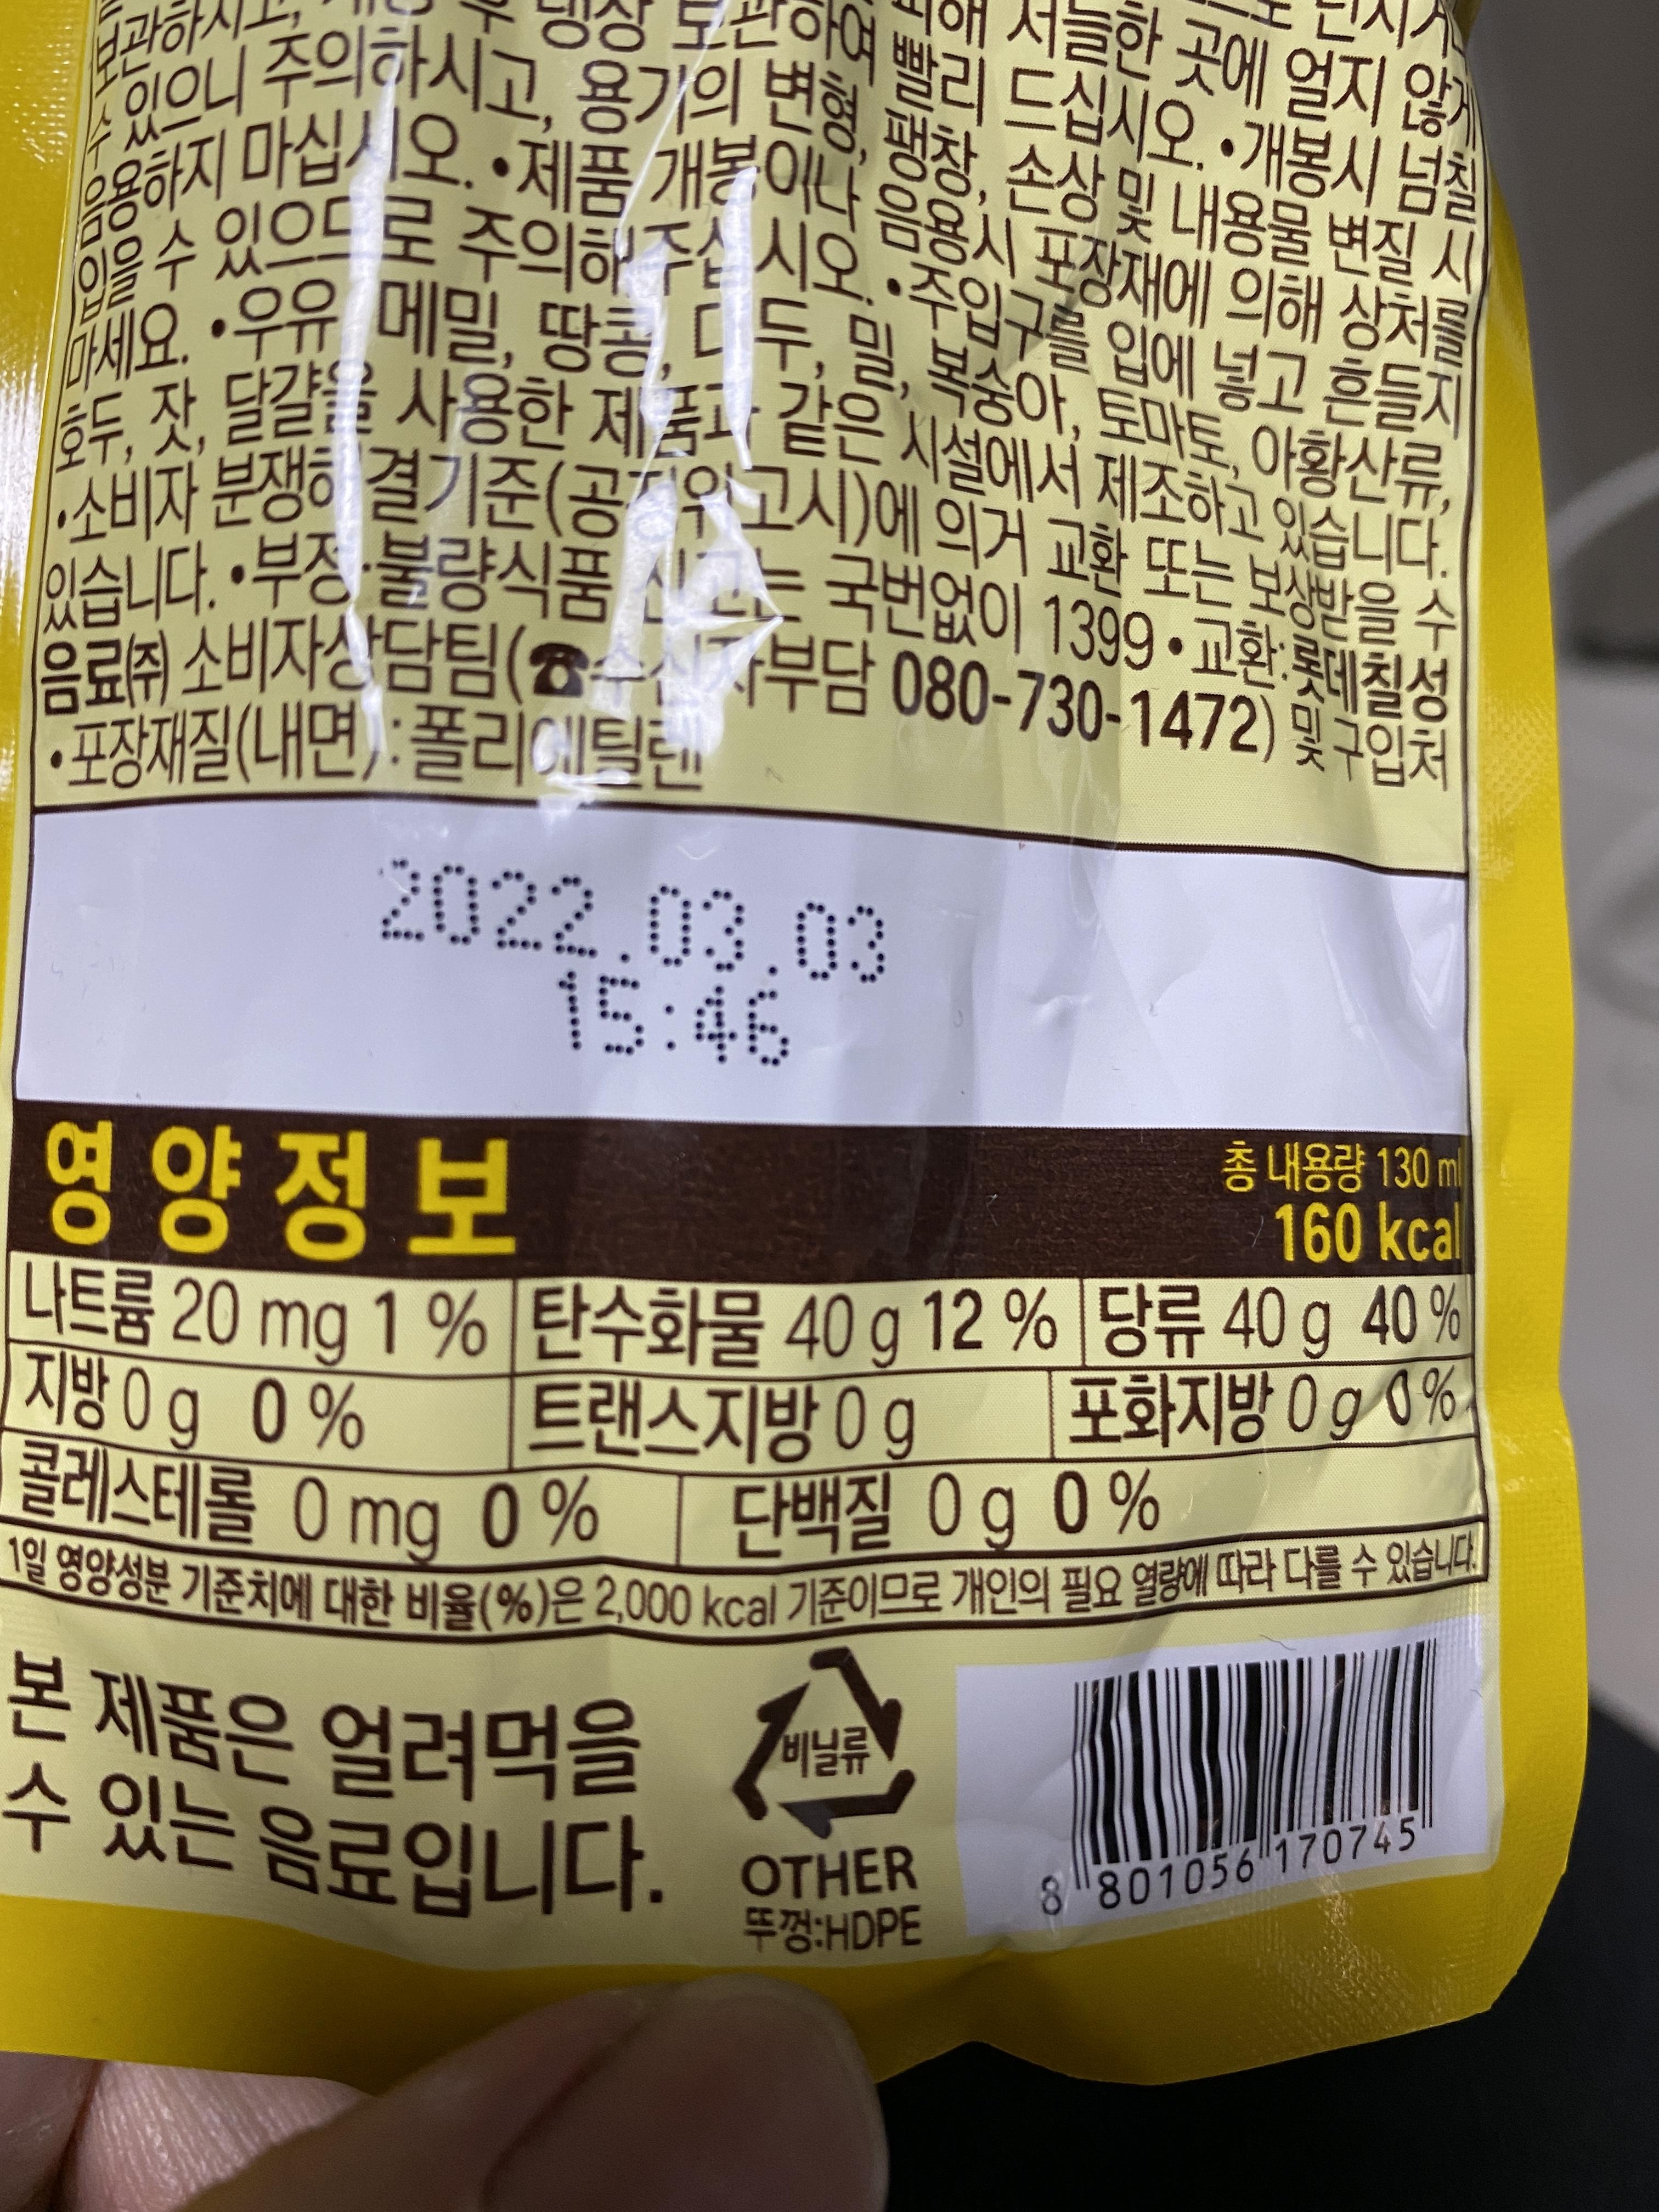 보관하시고, 냉장 보관하여 서늘한 곳에 얼지 않게
수 있으니 주의하시고, 용기의 변형, 빨리 드십시오. •개봉시 넘칠
음용하지 마십시오. •제품 개봉이나 팽창, 손상 및 내용물 변질 시
입을 수 있으므로 주의해 주십시오. 음용시 포장재에 의해 상처를
마세요. •우유, 메밀, 땅콩, 대두, 밀, •주입구를 입에 넣고 흔들지
호두, 잣, 달걀을 사용한 제품과 같은 복숭아, 토마토, 아황산류,
•소비자 분쟁해결기준(공정위고시)에 의거 시설에서 제조하고 있습니다.
있습니다. •부정·불량식품 신고는 국번없이 교환 또는 보상받을 수
음료㈜ 소비자상담팀(☎수신자부담 080-730-1472) 1399 •교환:롯데칠성
•포장재질(내면):폴리에틸렌 및 구입처
2022.03.03
15:46
영양정보
총 내용량 130 ml
160 kcal
나트륨 20 mg 1 % 탄수화물 40 g 12 % 당류 40 g 40 %
지방 0 g 0 % 트랜스지방 0 g 포화지방 0 g 0 %
콜레스테롤 0 mg 0 % 단백질 0 g 0 %
1일 영양성분 기준치에 대한 비율(%)은 2,000 kcal 기준이므로 개인의 필요 열량에 따라 다를 수 있습니다.
본 제품은 얼려먹을
수 있는 음료입니다.
비닐류
OTHER
뚜껑:HDPE
8 801056 170745